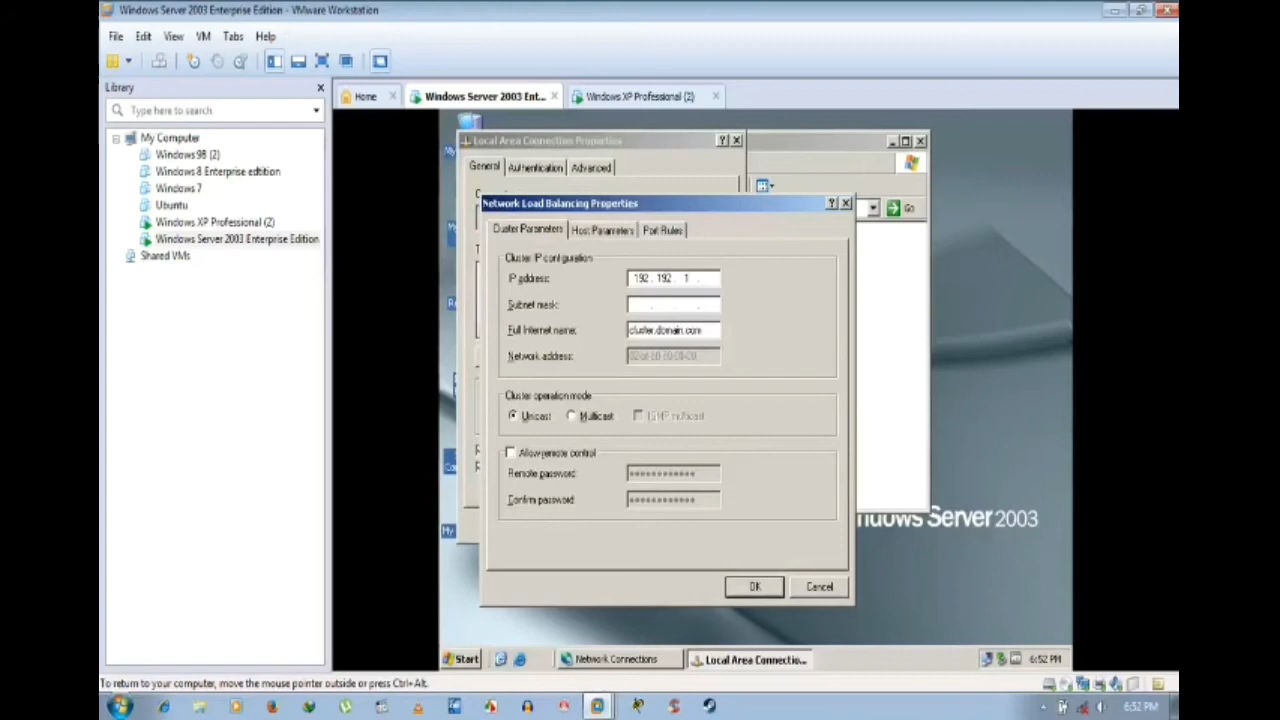 Windows Server 2003 Enterprise Edition - VMware Workstation
File Edit View VM Tabs Help
Library
Home
Windows Server 2003 Ent...
Windows XP Professional (2)
Type here to search
My Computer
Windows 98 (2)
Windows 8 Enterprise edtition
Windows 7
Ubuntu
Windows XP Professional (2)
Windows Server 2003 Enterprise Edition
Shared VMs
Local Area Connection Properties
General Authentication Advanced
Go
Network Load Balancing Properties
Cluster Parameters Host Parameters Port Rules
Cluster IP configuration
IP address: 192 . 192 . 1 .
Subnet mask: . . .
Full Internet name: cluster.domain.com
Network address:
Cluster operation mode
Unicast Multicast IGMP multicast
Allow remote control
Remote password:
Confirm password:
OK Cancel
Windows Server 2003
Start Network Connections Local Area Connectio... 6:52 PM
To return to your computer, move the mouse pointer outside or press Ctrl+Alt.
6:52 PM